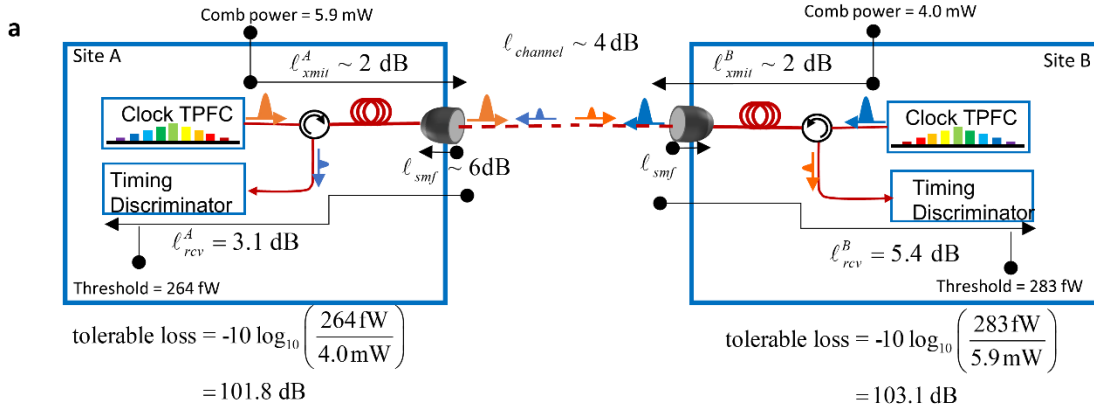 a
Comb power = 5.9 mW
Comb power = 4.0 mW
Site A
Site B
ℓ^A_xmit ~ 2 dB
ℓ_channel ~ 4 dB
ℓ^B_xmit ~ 2 dB
Clock TPFC
Clock TPFC
Timing
Discriminator
ℓ_smf ~ 6dB
ℓ_smf
Timing
Discriminator
ℓ^A_rcv = 3.1 dB
ℓ^B_rcv = 5.4 dB
Threshold = 264 fW
Threshold = 283 fW
tolerable loss = -10 log₁₀(264 fW / 4.0 mW)
= 101.8 dB
tolerable loss = -10 log₁₀(283 fW / 5.9 mW)
= 103.1 dB